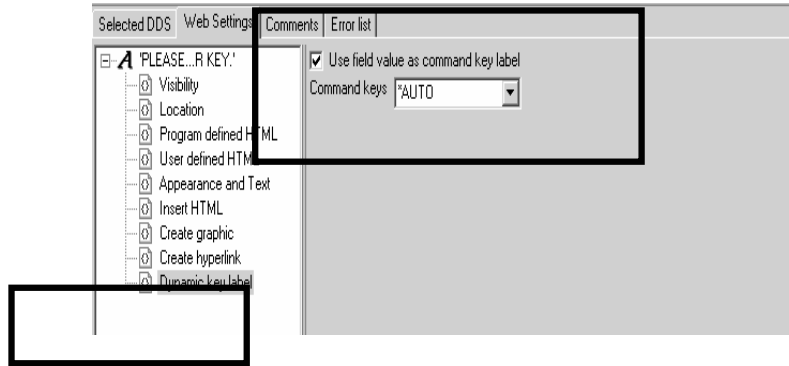 Selected DDS Web Settings Comments Error list
'PLEASE...R KEY.'
Visibility
Location
Program defined HTML
User defined HTML
Appearance and Text
Insert HTML
Create graphic
Create hyperlink
Dynamic key label
Use field value as command key label
Command keys *AUTO